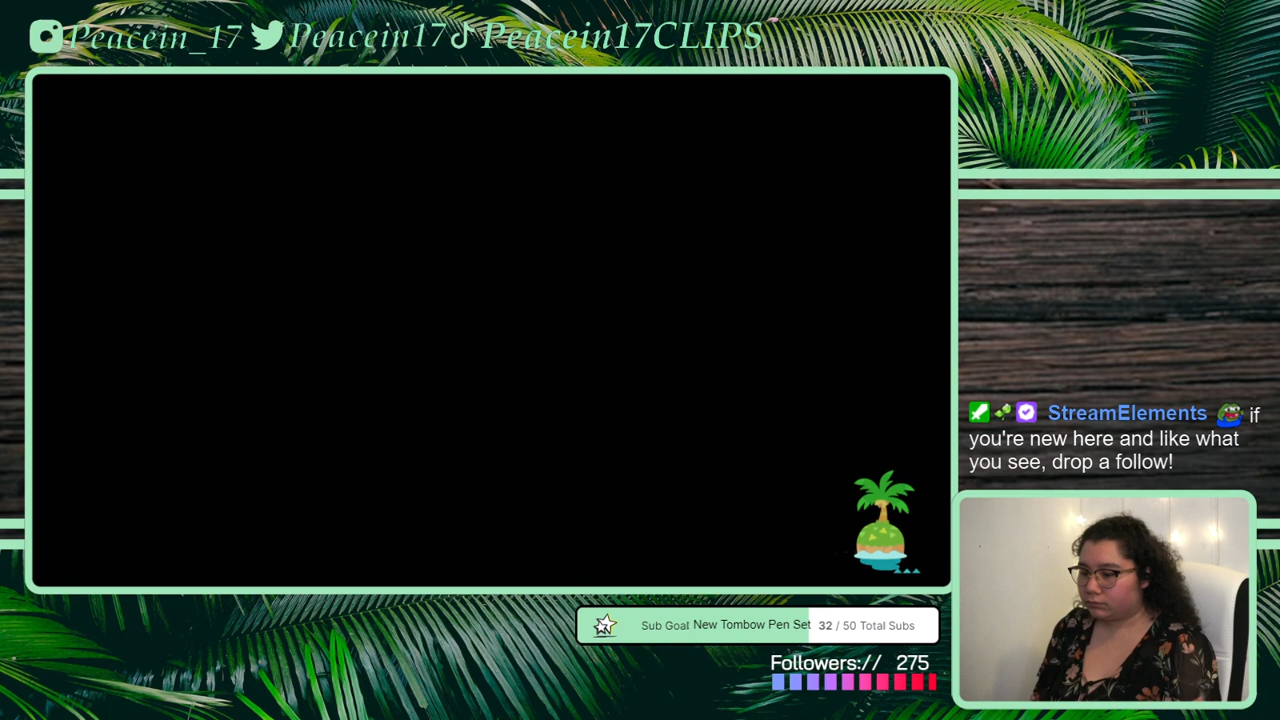 Peacein_17 Peacein17 Peacein17CLIPS
StreamElements if
you're new here and like what
you see, drop a follow!
Sub Goal New Tombow Pen Set 32 / 50 Total Subs
Followers:// 275